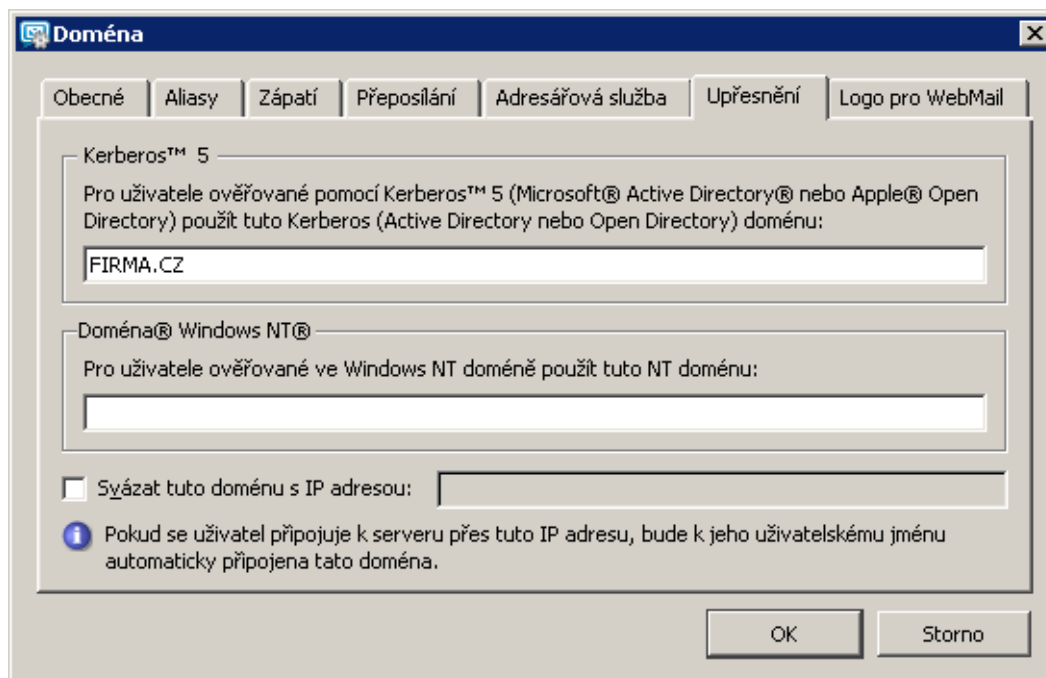 Doména
Obecné Aliasy Zápatí Přeposílání Adresářová služba Upřesnění Logo pro WebMail
Kerberos™ 5
Pro uživatele ověřované pomocí Kerberos™ 5 (Microsoft® Active Directory® nebo Apple® Open
Directory) použít tuto Kerberos (Active Directory nebo Open Directory) doménu:
FIRMA.CZ
Doména® Windows NT®
Pro uživatele ověřované ve Windows NT doméně použít tuto NT doménu:
Svázat tuto doménu s IP adresou:
Pokud se uživatel připojuje k serveru přes tuto IP adresu, bude k jeho uživatelskému jménu
automaticky připojena tato doména.
OK Storno